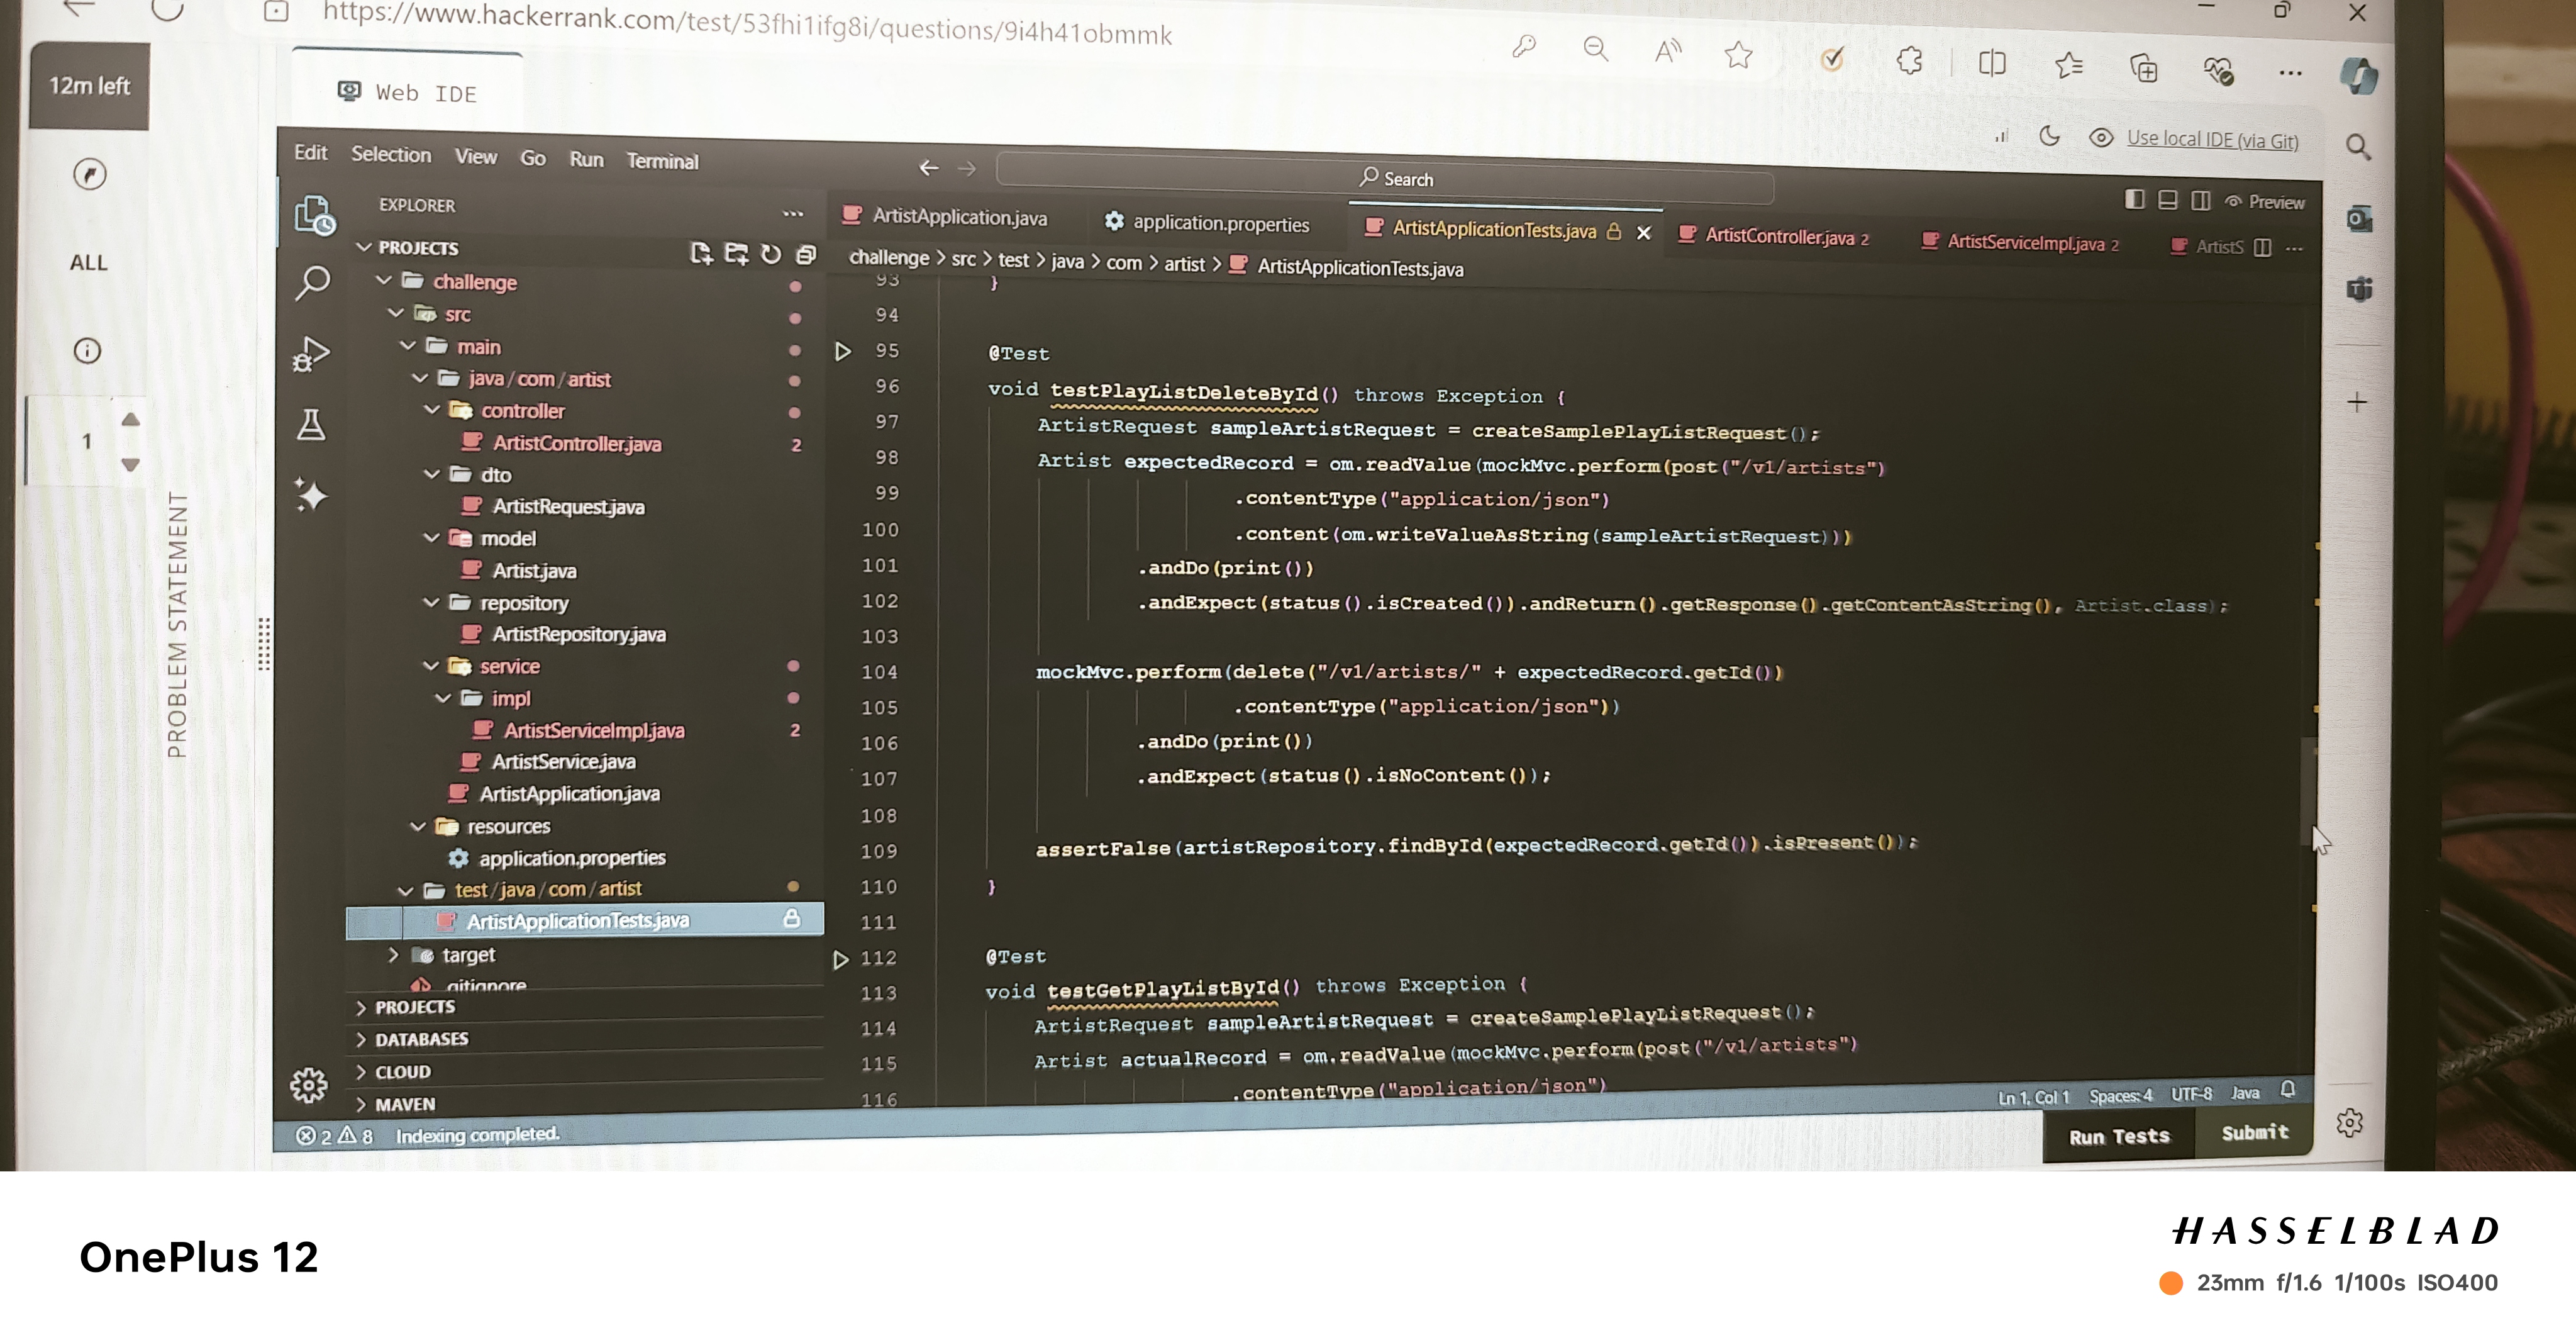 https://www.hackerrank.com/test/53fhi1ifg8i/questions/9i4h41obmmk
12m left
Web IDE
Use local IDE (via Git)
Edit Selection View Go Run Terminal
Search
Preview
ALL
1
PROBLEM STATEMENT
EXPLORER
PROJECTS
challenge
src
main
java/com/artist
controller
ArtistController.java 2
dto
ArtistRequest.java
model
Artist.java
repository
ArtistRepository.java
service
impl
ArtistServiceImpl.java 2
ArtistService.java
ArtistApplication.java
resources
application.properties
test/java/com/artist
ArtistApplicationTests.java
target
.gitignore
PROJECTS
DATABASES
CLOUD
MAVEN
ArtistApplication.java application.properties ArtistApplicationTests.java ArtistController.java 2 ArtistServiceImpl.java 2 ArtistS
challenge > src > test > java > com > artist > ArtistApplicationTests.java
93 }
94
95 @Test
96 void testPlayListDeleteById() throws Exception {
97 ArtistRequest sampleArtistRequest = createSamplePlayListRequest();
98 Artist expectedRecord = om.readValue(mockMvc.perform(post("/v1/artists")
99 .contentType("application/json")
100 .content(om.writeValueAsString(sampleArtistRequest)))
101 .andDo(print())
102 .andExpect(status().isCreated()).andReturn().getResponse().getContentAsString(), Artist.class);
103
104 mockMvc.perform(delete("/v1/artists/" + expectedRecord.getId())
105 .contentType("application/json"))
106 .andDo(print())
107 .andExpect(status().isNoContent());
108
109 assertFalse(artistRepository.findById(expectedRecord.getId()).isPresent());
110 }
111
112 @Test
113 void testGetPlayListById() throws Exception {
114 ArtistRequest sampleArtistRequest = createSamplePlayListRequest();
115 Artist actualRecord = om.readValue(mockMvc.perform(post("/v1/artists")
116 .contentType("application/json")
2 8 Indexing completed.
Ln 1, Col 1 Spaces: 4 UTF-8 Java
Run Tests Submit
OnePlus 12
HASSELBLAD
23mm f/1.6 1/100s ISO400